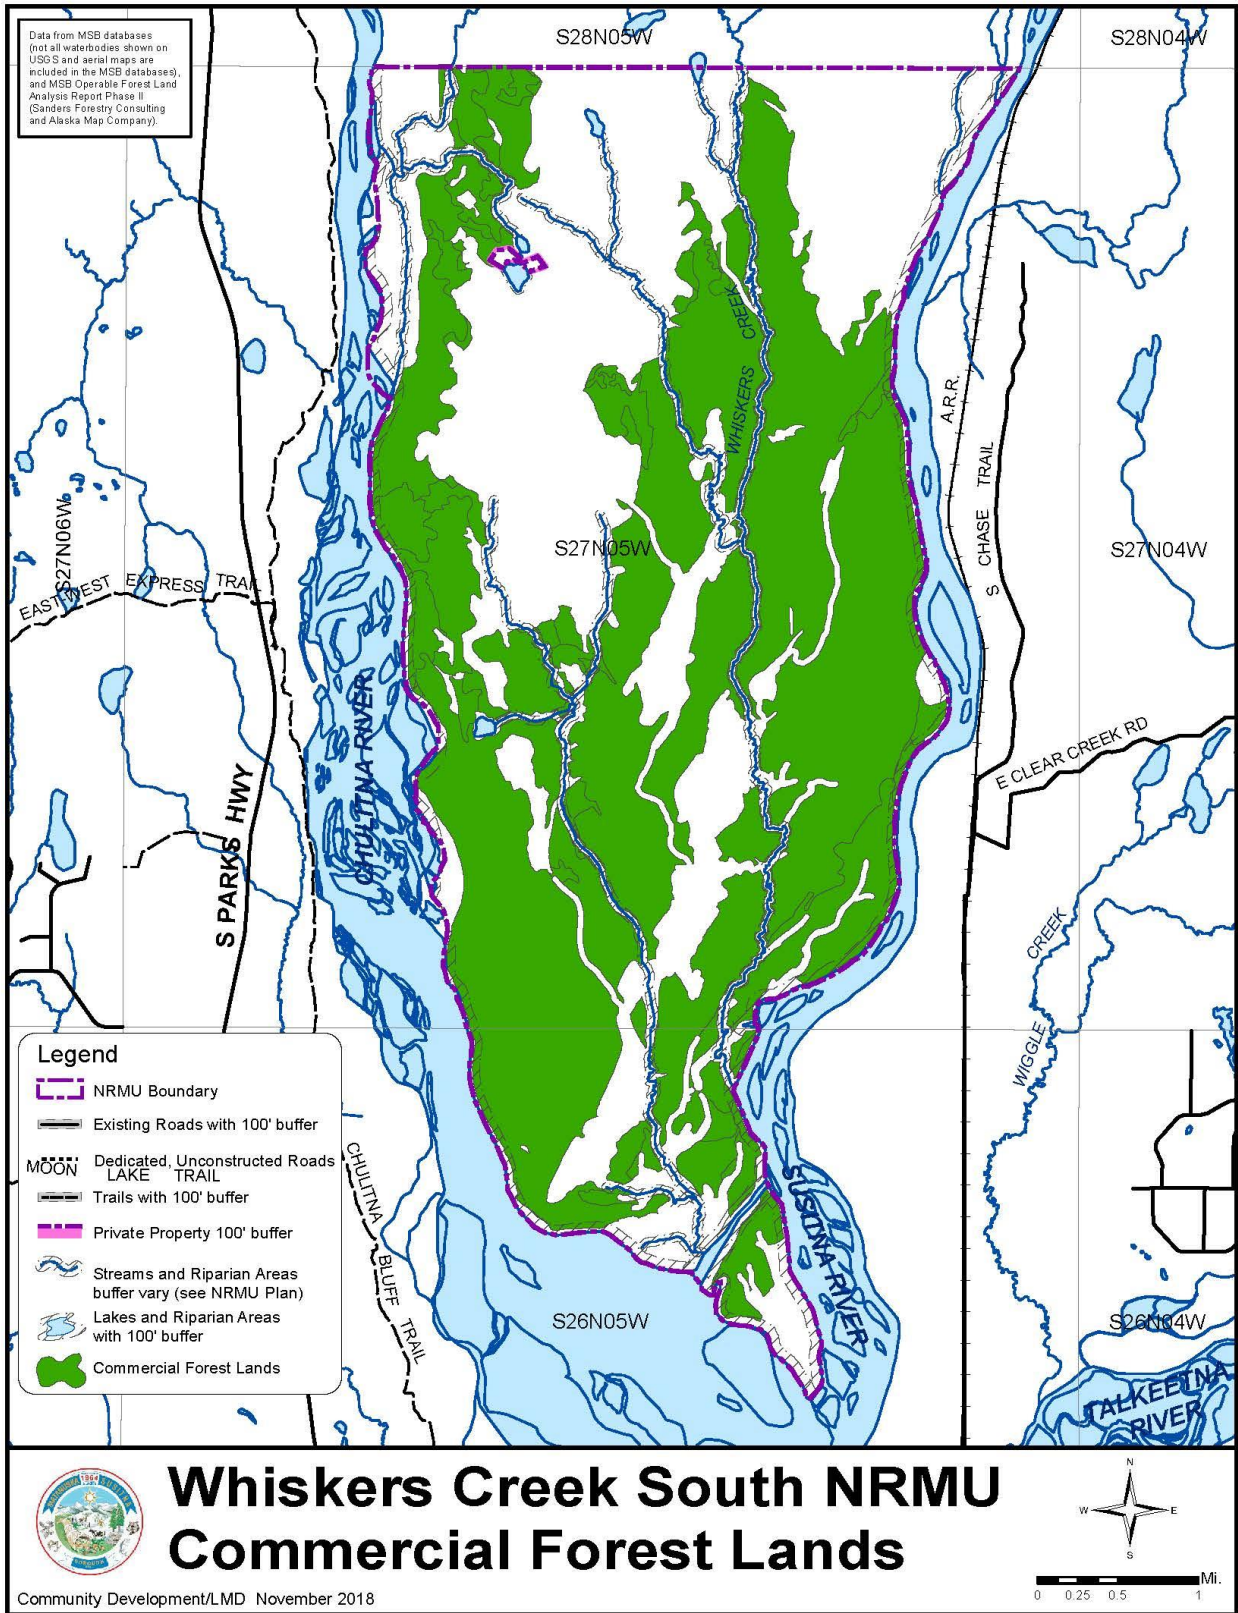 Data from MSB databases
(not all waterbodies shown on
USGS and aerial maps are
included in the MSB databases),
and MSB Operable Forest Land
Analysis Report Phase II
(Sanders Forestry Consulting
and Alaska Map Company).
S28N05W
S28N04W
WHISKERS CREEK
A.R.R.
S CHASE TRAIL
S27N06W
S27N05W
S27N04W
EAST-WEST EXPRESS TRAIL
CHULITNA RIVER
S PARKS HWY
E CLEAR CREEK RD
WIGGLE CREEK
SUSITNA RIVER
CHULITNA BLUFF TRAIL
S26N05W
S26N04W
TALKEETNA
RIVER
Legend
NRMU Boundary
Existing Roads with 100' buffer
Dedicated, Unconstructed Roads
MOON LAKE TRAIL
Trails with 100' buffer
Private Property 100' buffer
Streams and Riparian Areas
buffer vary (see NRMU Plan)
Lakes and Riparian Areas
with 100' buffer
Commercial Forest Lands
1964
MATANUSKA SUSITNA
BOROUGH
Whiskers Creek South NRMU
Commercial Forest Lands
N
W E
S
Mi.
0 0.25 0.5 1
Community Development/LMD November 2018